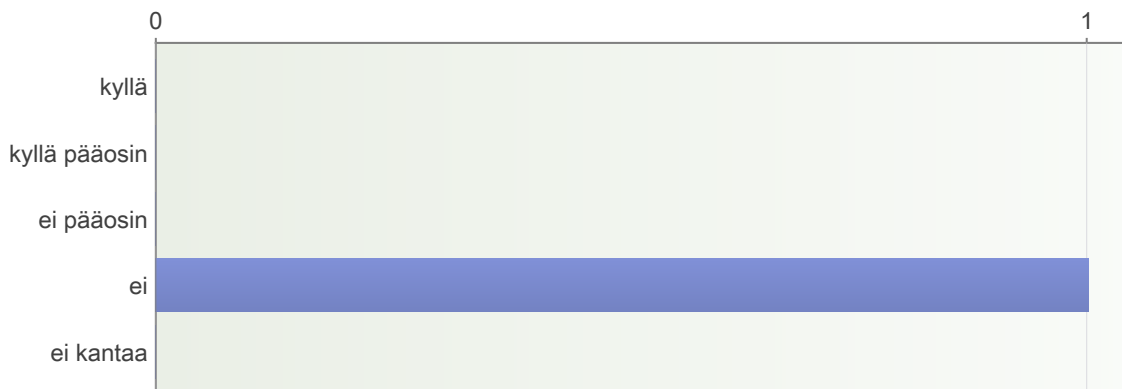 0 1
kyllä
kyllä pääosin
ei pääosin
ei
ei kantaa